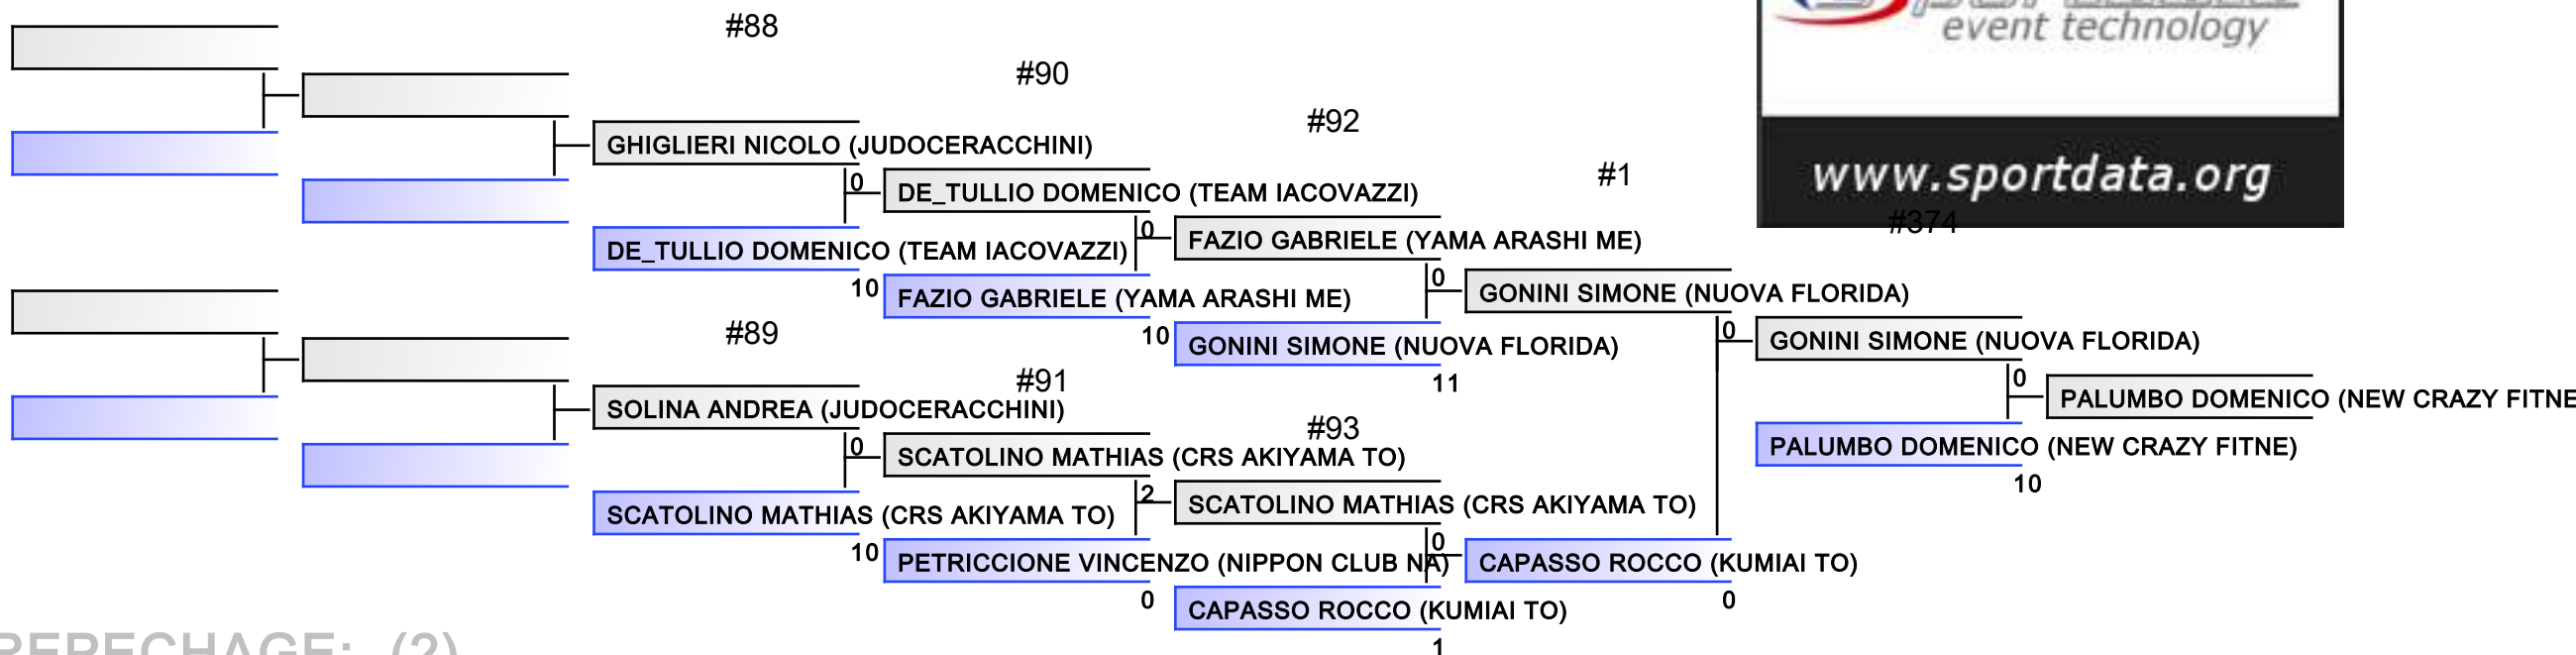 #88
event technology
#90
#92
GHIGLIERI NICOLO (JUDOCERACCHINI)
#1
www.sportdata.org
0
DE_TULLIO DOMENICO (TEAM IACOVAZZI)
#374
0
FAZIO GABRIELE (YAMA ARASHI ME)
DE_TULLIO DOMENICO (TEAM IACOVAZZI)
0
10
FAZIO GABRIELE (YAMA ARASHI ME)
GONINI SIMONE (NUOVA FLORIDA)
#89
10
GONINI SIMONE (NUOVA FLORIDA)
0
GONINI SIMONE (NUOVA FLORIDA)
#91
11
0
PALUMBO DOMENICO (NEW CRAZY FITNE
SOLINA ANDREA (JUDOCERACCHINI)
#93
0
SCATOLINO MATHIAS (CRS AKIYAMA TO)
PALUMBO DOMENICO (NEW CRAZY FITNE)
10
2
SCATOLINO MATHIAS (CRS AKIYAMA TO)
SCATOLINO MATHIAS (CRS AKIYAMA TO)
0
10
PETRICCIONE VINCENZO (NIPPON CLUB NA)
CAPASSO ROCCO (KUMIAI TO)
0
CAPASSO ROCCO (KUMIAI TO)
0
1
REPECHAGE: (2)